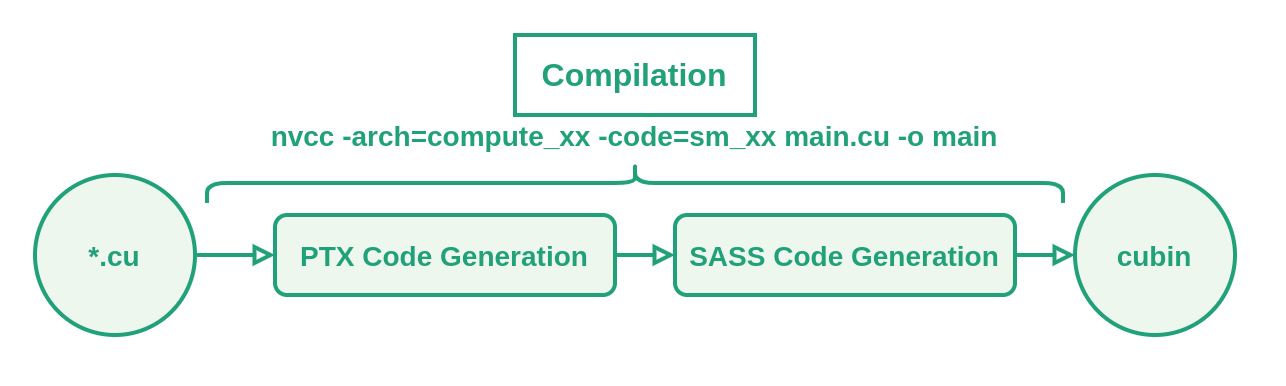 Compilation
nvcc -arch=compute_xx -code=sm_xx main.cu -o main
*.cu
PTX Code Generation
SASS Code Generation
cubin